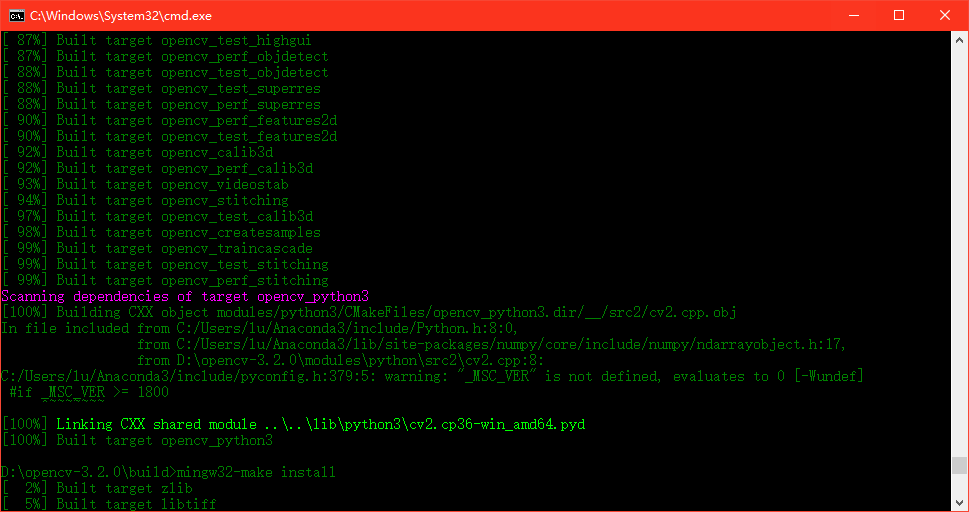 C:\Windows\System32\cmd.exe
[ 87%] Built target opencv_test_highgui
[ 87%] Built target opencv_perf_objdetect
[ 88%] Built target opencv_test_objdetect
[ 88%] Built target opencv_test_superres
[ 88%] Built target opencv_perf_superres
[ 90%] Built target opencv_perf_features2d
[ 90%] Built target opencv_test_features2d
[ 92%] Built target opencv_calib3d
[ 92%] Built target opencv_perf_calib3d
[ 93%] Built target opencv_videostab
[ 94%] Built target opencv_stitching
[ 97%] Built target opencv_test_calib3d
[ 98%] Built target opencv_createsamples
[ 99%] Built target opencv_traincascade
[ 99%] Built target opencv_test_stitching
[ 99%] Built target opencv_perf_stitching
Scanning dependencies of target opencv_python3
[100%] Building CXX object modules/python3/CMakeFiles/opencv_python3.dir/__/src2/cv2.cpp.obj
In file included from C:/Users/lu/Anaconda3/include/Python.h:8:0,
from C:/Users/lu/Anaconda3/lib/site-packages/numpy/core/include/numpy/ndarrayobject.h:17,
from D:\opencv-3.2.0\modules\python\src2\cv2.cpp:8:
C:/Users/lu/Anaconda3/include/pyconfig.h:379:5: warning: "_MSC_VER" is not defined, evaluates to 0 [-Wundef]
#if _MSC_VER >= 1800
^~~~~~~~
[100%] Linking CXX shared module ..\..\lib\python3\cv2.cp36-win_amd64.pyd
[100%] Built target opencv_python3
D:\opencv-3.2.0\build>mingw32-make install
[  2%] Built target zlib
[  5%] Built target libtiff